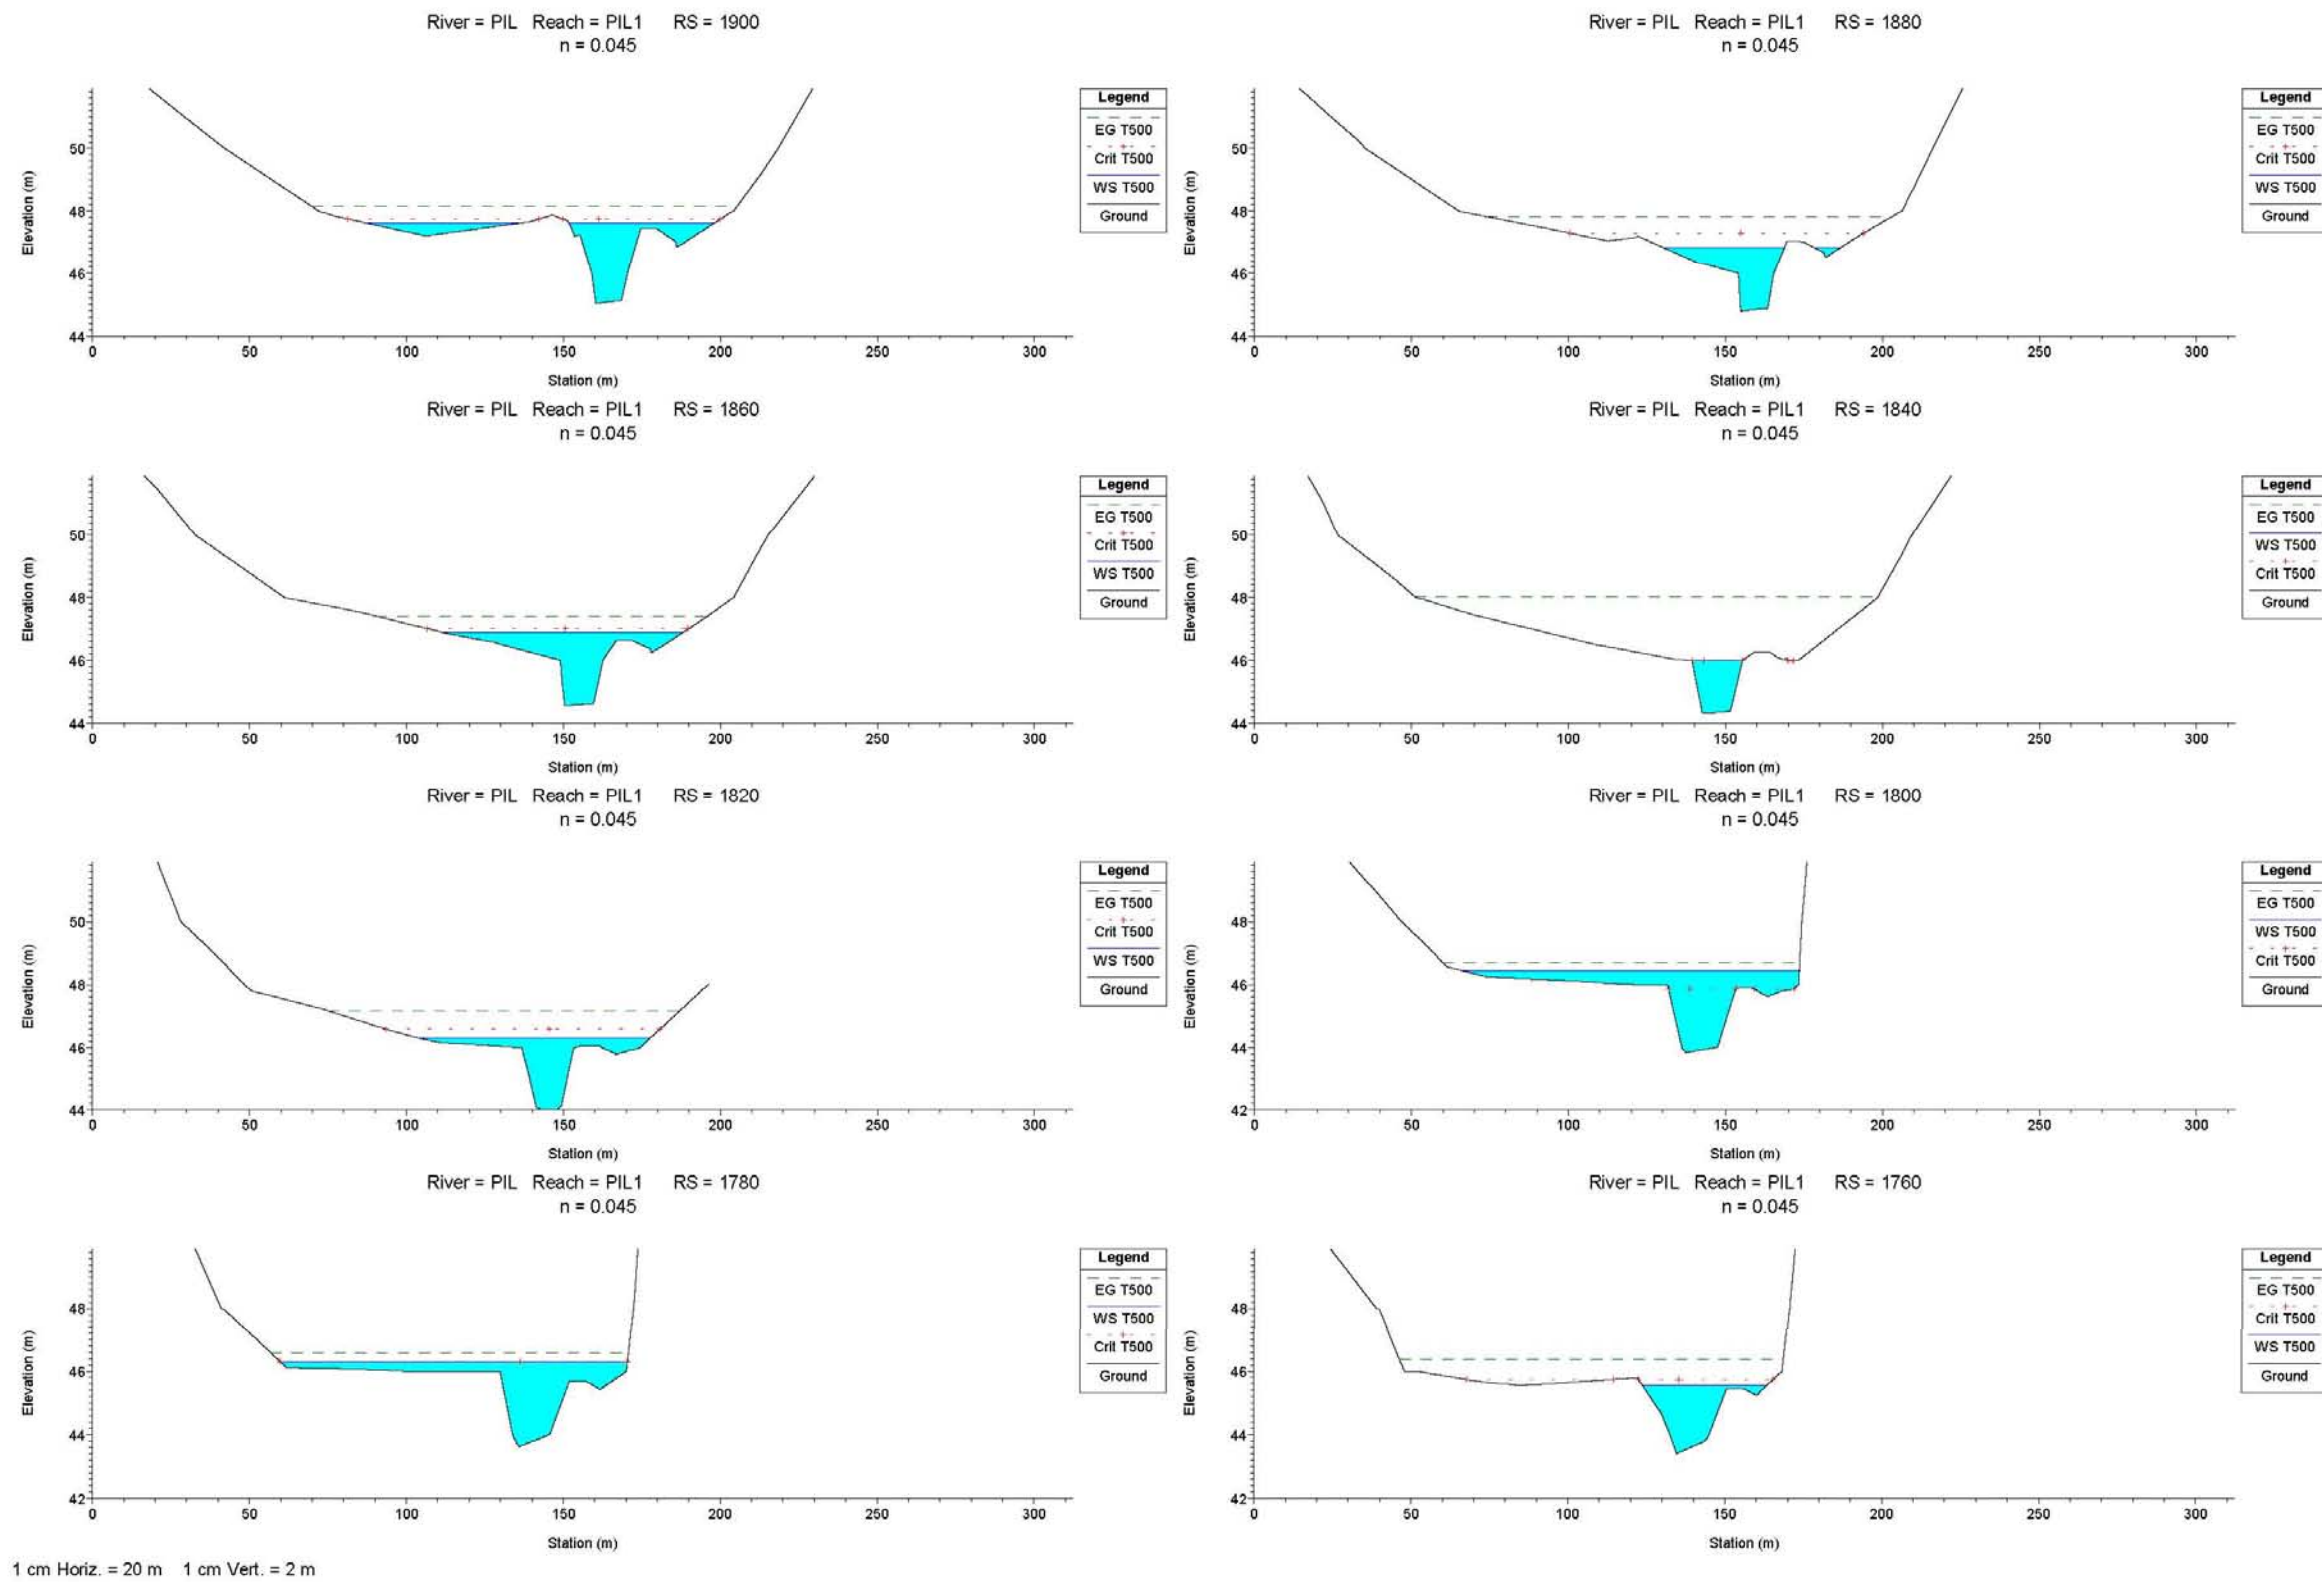 River = PIL Reach = PIL1 RS = 1900
n = 0.045
Elevation (m)
50
48
46
44
0 50 100 150 200 250 300
Station (m)
Legend
EG T500
Crit T500
WS T500
Ground
River = PIL Reach = PIL1 RS = 1880
n = 0.045
Elevation (m)
50
48
46
44
0 50 100 150 200 250 300
Station (m)
Legend
EG T500
Crit T500
WS T500
Ground
River = PIL Reach = PIL1 RS = 1860
n = 0.045
Elevation (m)
50
48
46
44
0 50 100 150 200 250 300
Station (m)
Legend
EG T500
Crit T500
WS T500
Ground
River = PIL Reach = PIL1 RS = 1840
n = 0.045
Elevation (m)
50
48
46
44
0 50 100 150 200 250 300
Station (m)
Legend
EG T500
WS T500
Crit T500
Ground
River = PIL Reach = PIL1 RS = 1820
n = 0.045
Elevation (m)
50
48
46
44
0 50 100 150 200 250 300
Station (m)
Legend
EG T500
Crit T500
WS T500
Ground
River = PIL Reach = PIL1 RS = 1800
n = 0.045
Elevation (m)
48
46
44
42
0 50 100 150 200 250 300
Station (m)
Legend
EG T500
WS T500
Crit T500
Ground
River = PIL Reach = PIL1 RS = 1780
n = 0.045
Elevation (m)
48
46
44
42
0 50 100 150 200 250 300
Station (m)
Legend
EG T500
WS T500
Crit T500
Ground
River = PIL Reach = PIL1 RS = 1760
n = 0.045
Elevation (m)
48
46
44
42
0 50 100 150 200 250 300
Station (m)
Legend
EG T500
Crit T500
WS T500
Ground
1 cm Horiz. = 20 m 1 cm Vert. = 2 m